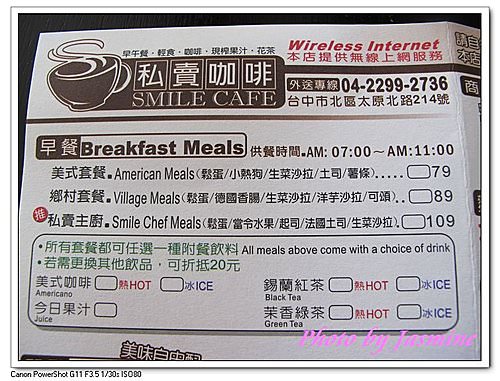 早午餐・輕食・咖啡・現榨果汁・花茶
私賣咖啡
SMILE CAFE
Wireless Internet
本店提供無線上網服務
外送專線 04-2299-2736
台中市北區太原北路214號
請自
本店
商
早餐 Breakfast Meals 供餐時間・AM: 07:00～AM:11:00
美式套餐・American Meals (鬆蛋/小熱狗/生菜沙拉/土司/薯條)....79
鄉村套餐・Village Meals (鬆蛋/德國香腸/生菜沙拉/洋芋沙拉/可頌)..89
推 私賣主廚・Smile Chef Meals (鬆蛋/當令水果/起司/法國土司/生菜沙拉).109
・所有套餐都可任選一種附餐飲料 All meals above come with a choice of drink
・若需更換其他飲品，可折抵20元
美式咖啡 熱HOT 冰ICE
Americano
錫蘭紅茶 熱HOT 冰ICE
Black Tea
今日果汁
Juice
茉香綠茶 熱HOT 冰ICE
Green Tea
Photo by Jasmine
美味自由配
Canon PowerShot G11 F3.5 1/30s ISO80